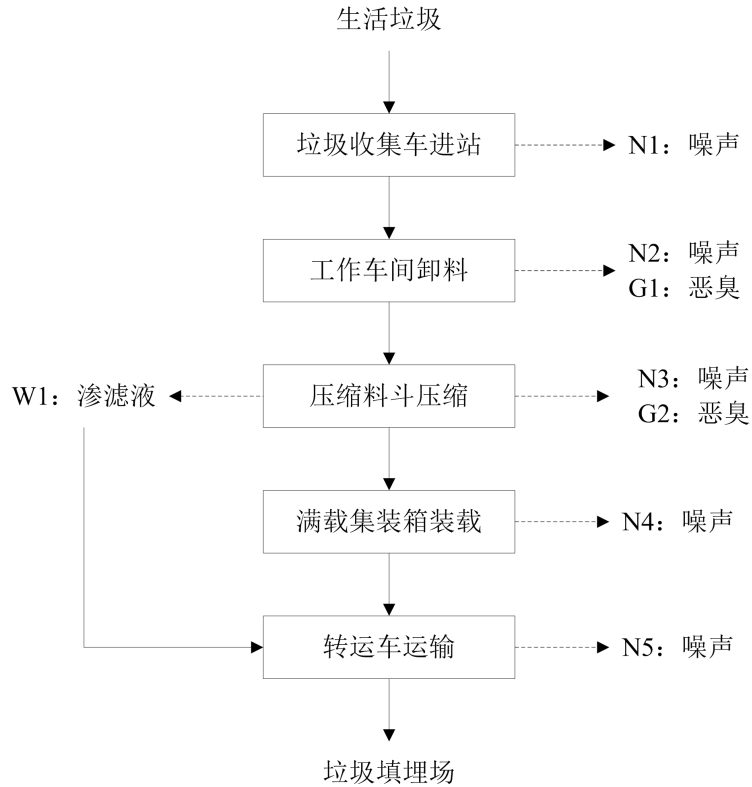 生活垃圾
垃圾收集车进站
N1：噪声
工作车间卸料
N2：噪声
G1：恶臭
W1：渗滤液
压缩料斗压缩
N3：噪声
G2：恶臭
满载集装箱装载
N4：噪声
转运车运输
N5：噪声
垃圾填埋场